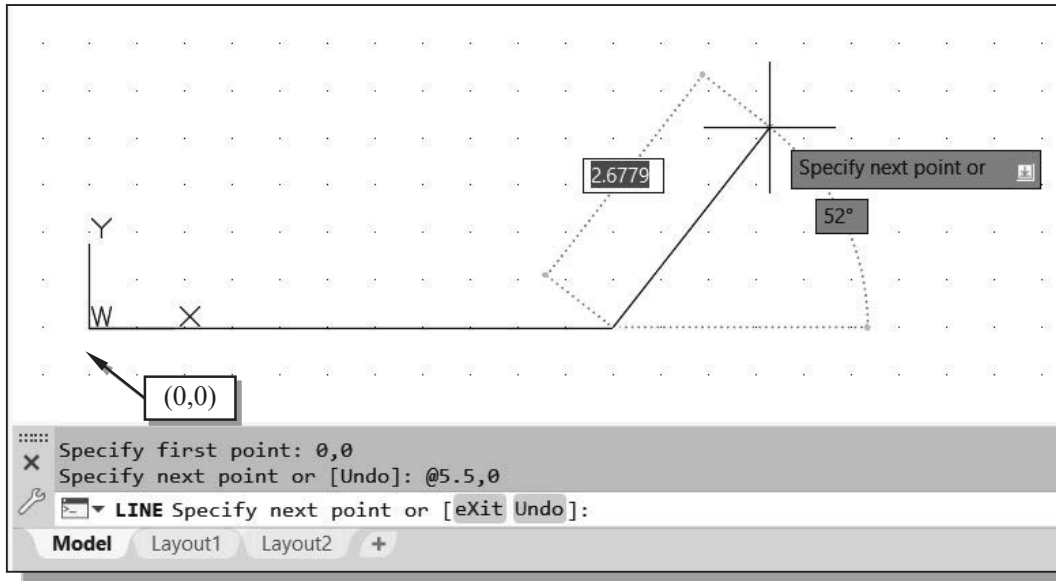 2.6779
Specify next point or
52°
Y
W X
(0,0)
Specify first point: 0,0
Specify next point or [Undo]: @5.5,0
LINE Specify next point or [eXit Undo]:
Model Layout1 Layout2 +